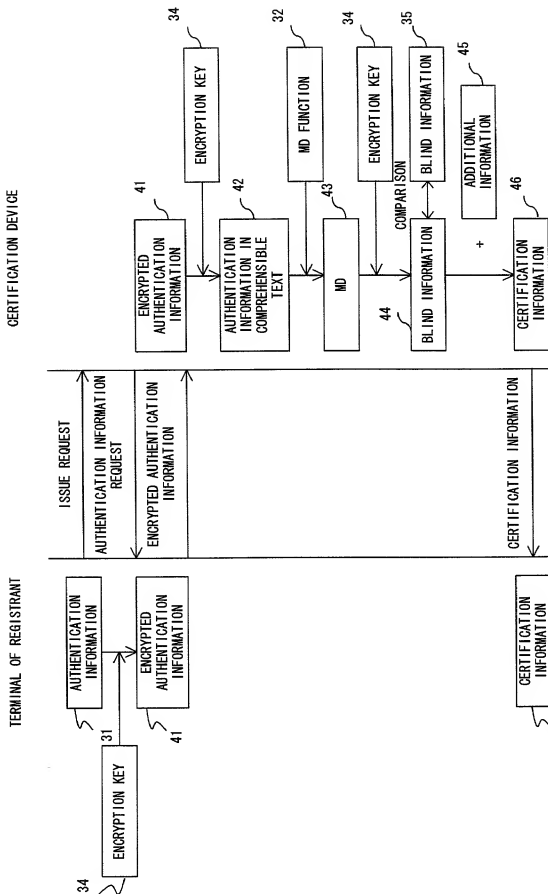 TERMINAL OF REGISTRANT
CERTIFICATION DEVICE
34
ENCRYPTION KEY
AUTHENTICATION
INFORMATION
31
ENCRYPTED
AUTHENTICATION
INFORMATION
41
CERTIFICATION
INFORMATION
ISSUE REQUEST
AUTHENTICATION INFORMATION
REQUEST
ENCRYPTED AUTHENTICATION
INFORMATION
CERTIFICATION INFORMATION
ENCRYPTED
AUTHENTICATION
INFORMATION
41
ENCRYPTION KEY
34
AUTHENTICATION
INFORMATION IN
COMPREHENSIBLE
TEXT
42
MD FUNCTION
32
MD
43
ENCRYPTION KEY
34
COMPARISON
44
BLIND INFORMATION
BLIND INFORMATION
35
+
ADDITIONAL
INFORMATION
45
CERTIFICATION
INFORMATION
46